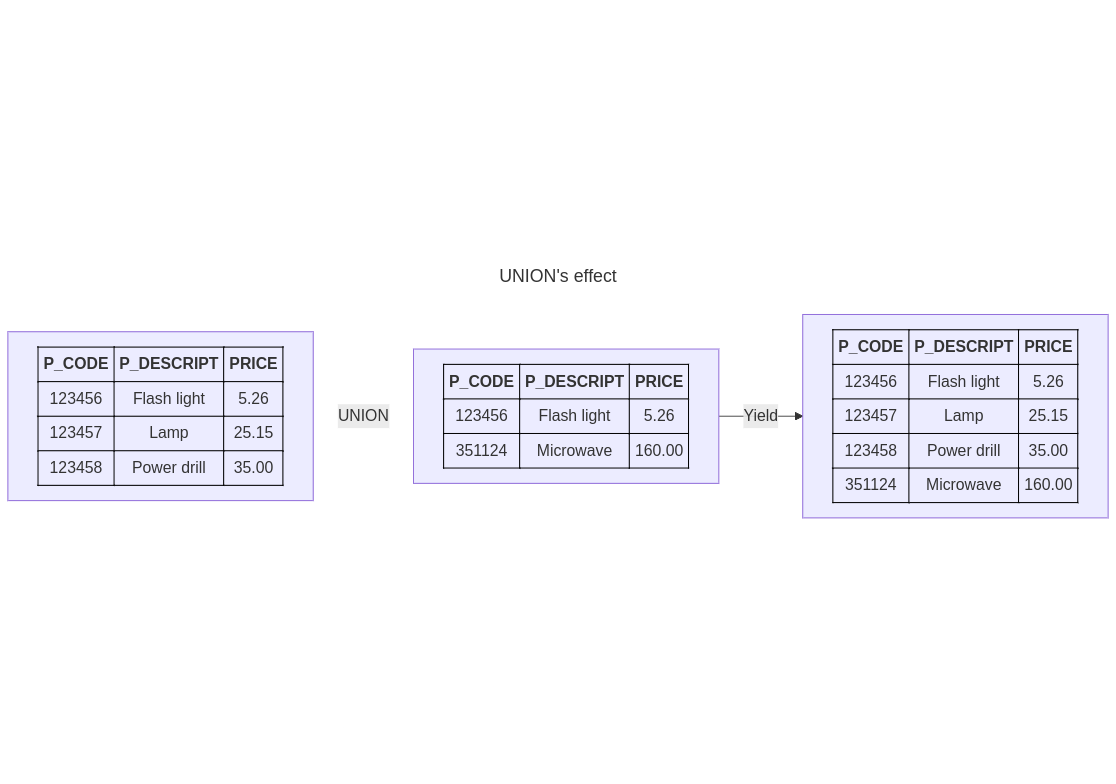 UNION's effect
P_CODE P_DESCRIPT PRICE
123456 Flash light 5.26
123457 Lamp 25.15
123458 Power drill 35.00
UNION
P_CODE P_DESCRIPT PRICE
123456 Flash light 5.26
351124 Microwave 160.00
Yield
P_CODE P_DESCRIPT PRICE
123456 Flash light 5.26
123457 Lamp 25.15
123458 Power drill 35.00
351124 Microwave 160.00